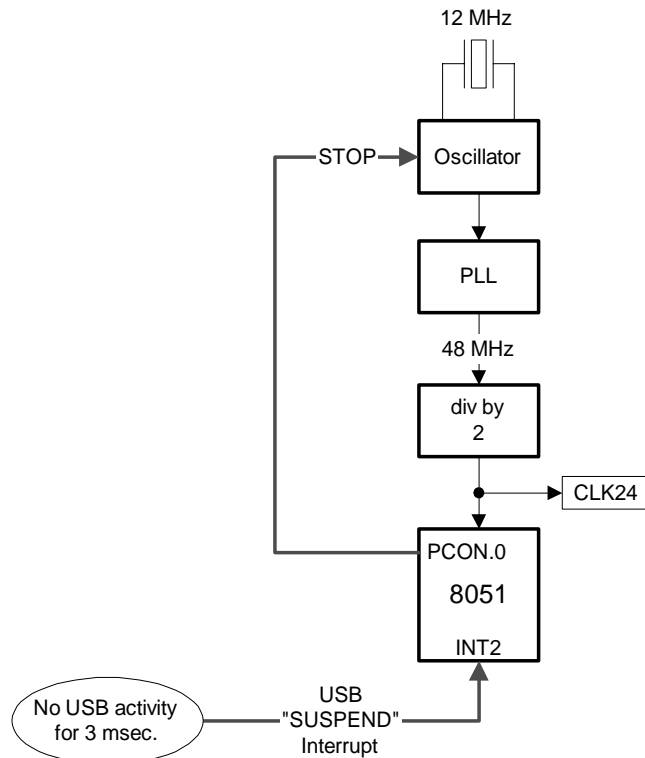 12 MHz
STOP
Oscillator
PLL
48 MHz
div by
2
CLK24
PCON.0
8051
INT2
No USB activity
for 3 msec.
USB
"SUSPEND"
Interrupt